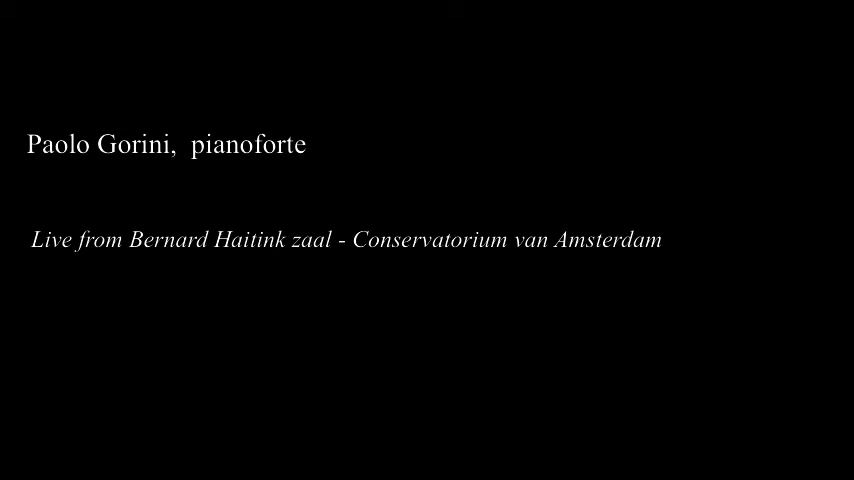 Paolo Gorini, pianoforte
Live from Bernard Haitink zaal - Conservatorium van Amsterdam